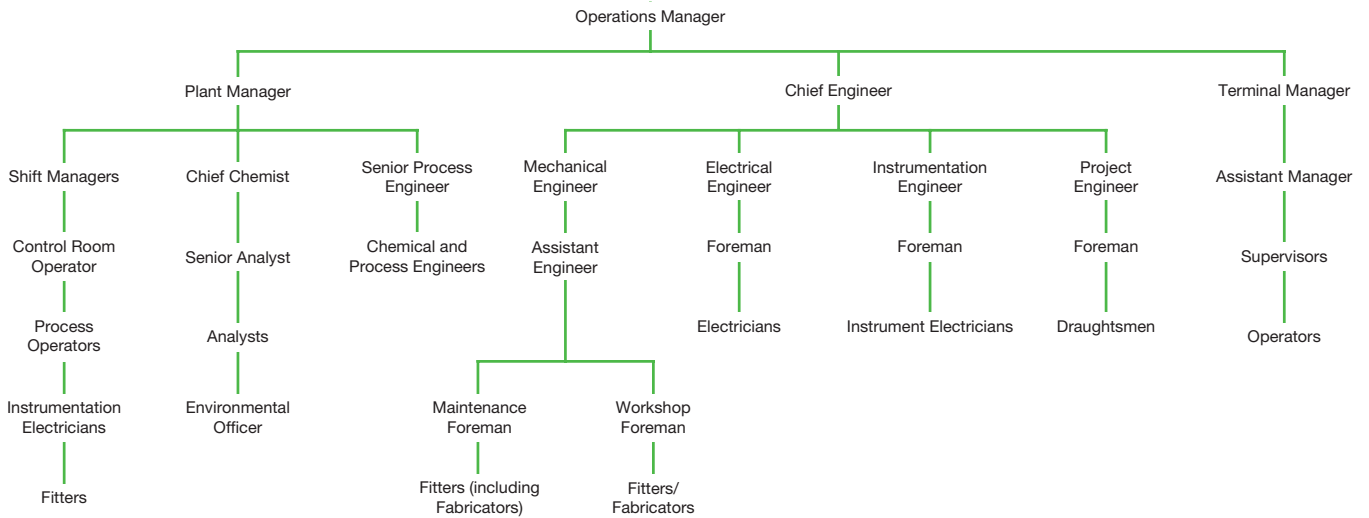 Operations Manager
Plant Manager
Chief Engineer
Terminal Manager
Shift Managers
Chief Chemist
Senior Process
Engineer
Mechanical
Engineer
Electrical
Engineer
Instrumentation
Engineer
Project
Engineer
Assistant Manager
Control Room
Operator
Senior Analyst
Chemical and
Process Engineers
Assistant
Engineer
Foreman
Foreman
Foreman
Supervisors
Process
Operators
Analysts
Electricians
Instrument Electricians
Draughtsmen
Operators
Instrumentation
Electricians
Environmental
Officer
Maintenance
Foreman
Workshop
Foreman
Fitters
Fitters (including
Fabricators)
Fitters/
Fabricators